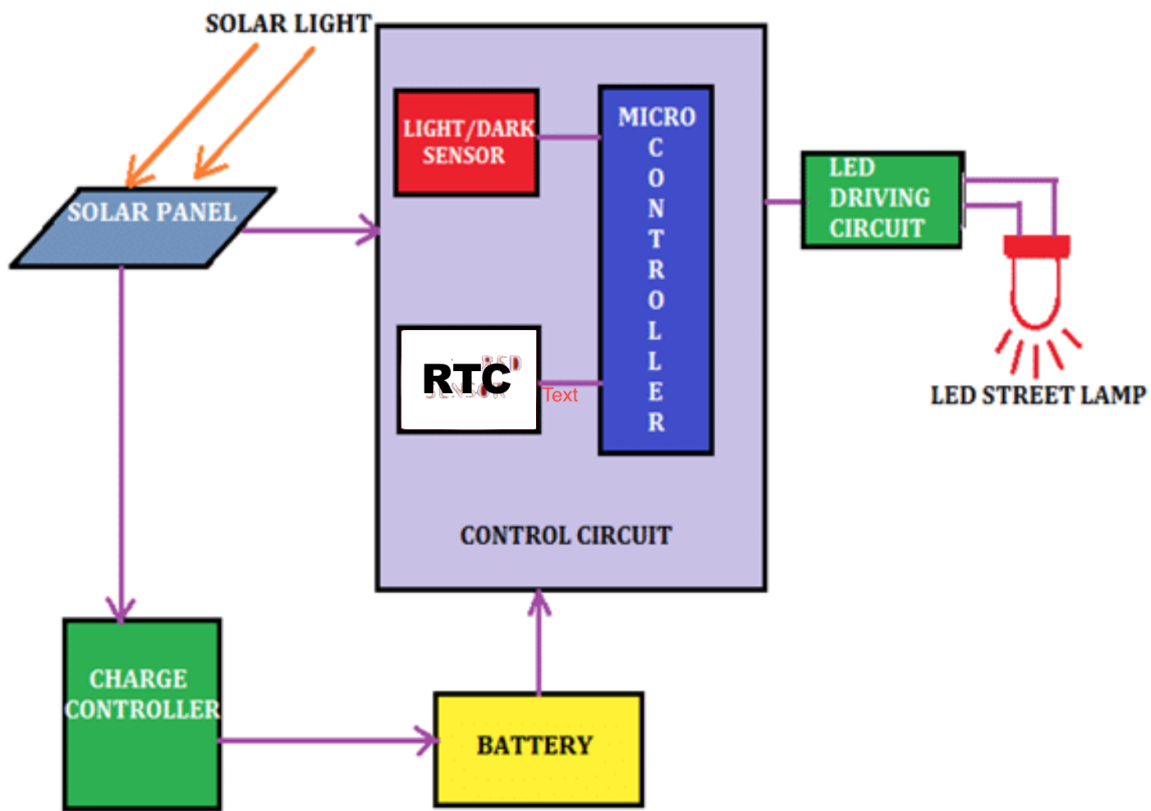 SOLAR LIGHT
SOLAR PANEL
LIGHT/DARK
SENSOR
MICRO
C
O
N
T
R
O
L
L
E
R
RTC
SENSOR
Text
CONTROL CIRCUIT
LED
DRIVING
CIRCUIT
LED STREET LAMP
CHARGE
CONTROLLER
BATTERY